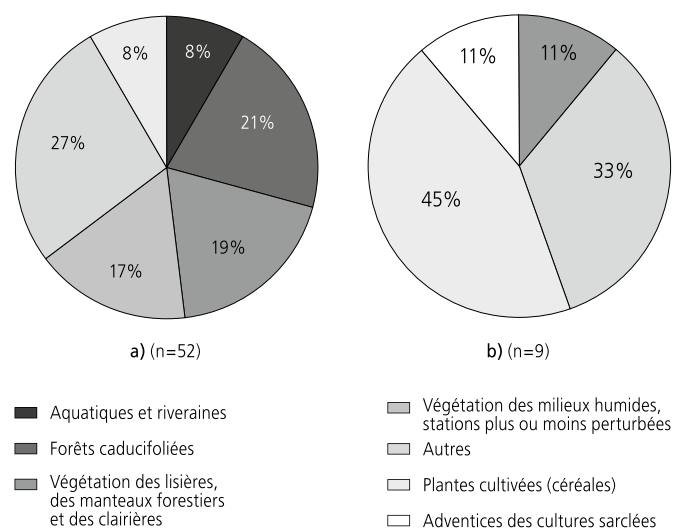 8% 8%
21%
27%
19%
17%
a) (n=52)
11% 11%
33%
45%
b) (n=9)
Aquatiques et riveraines
Forêts caducifoliées
Végétation des lisières,
des manteaux forestiers
et des clairières
Végétation des milieux humides,
stations plus ou moins perturbées
Autres
Plantes cultivées (céréales)
Adventices des cultures sarclées